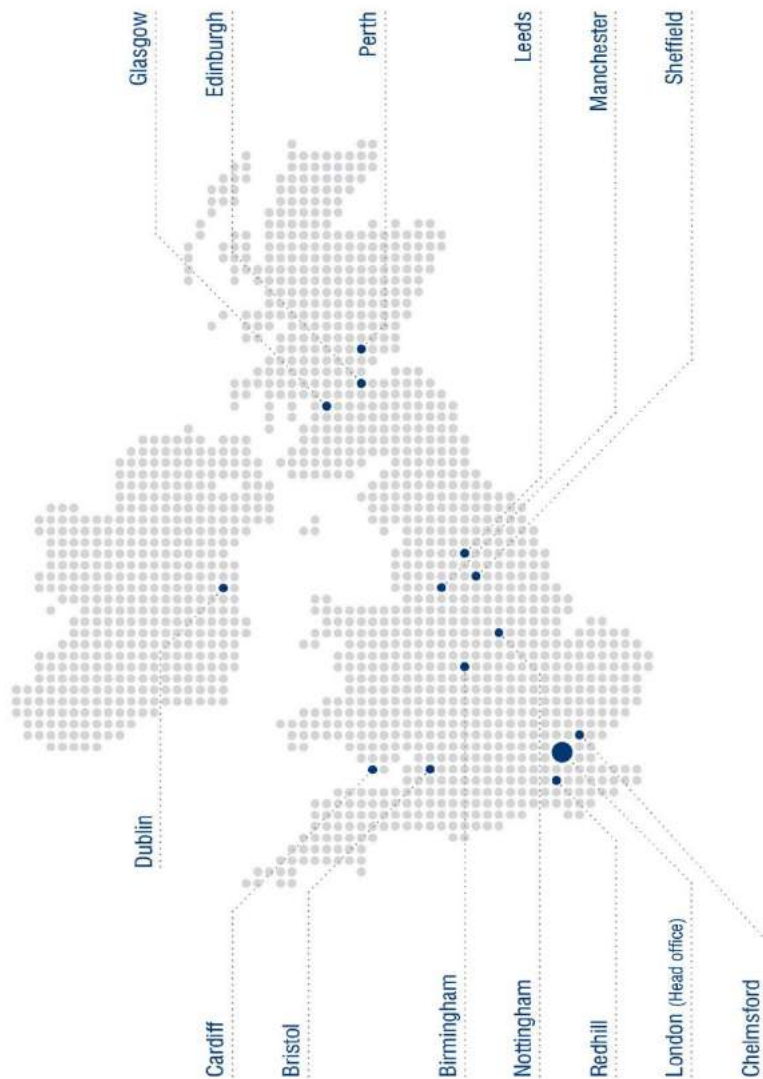 Glasgow
Edinburgh
Perth
Leeds
Manchester
Sheffield
Dublin
Cardiff
Bristol
Birmingham
Nottingham
Redhill
London (Head office)
Chelmsford